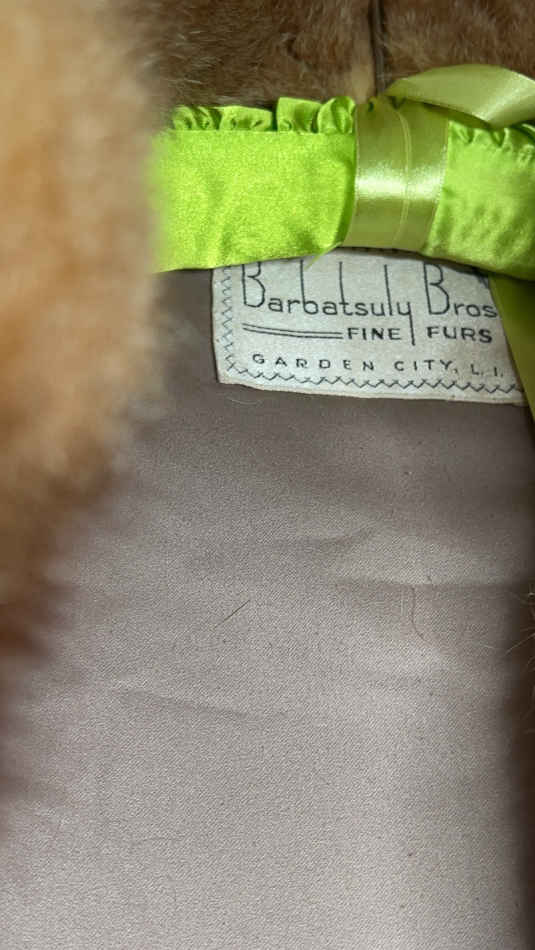 Barbatsuly Bros
FINE FURS
GARDEN CITY, L.I.